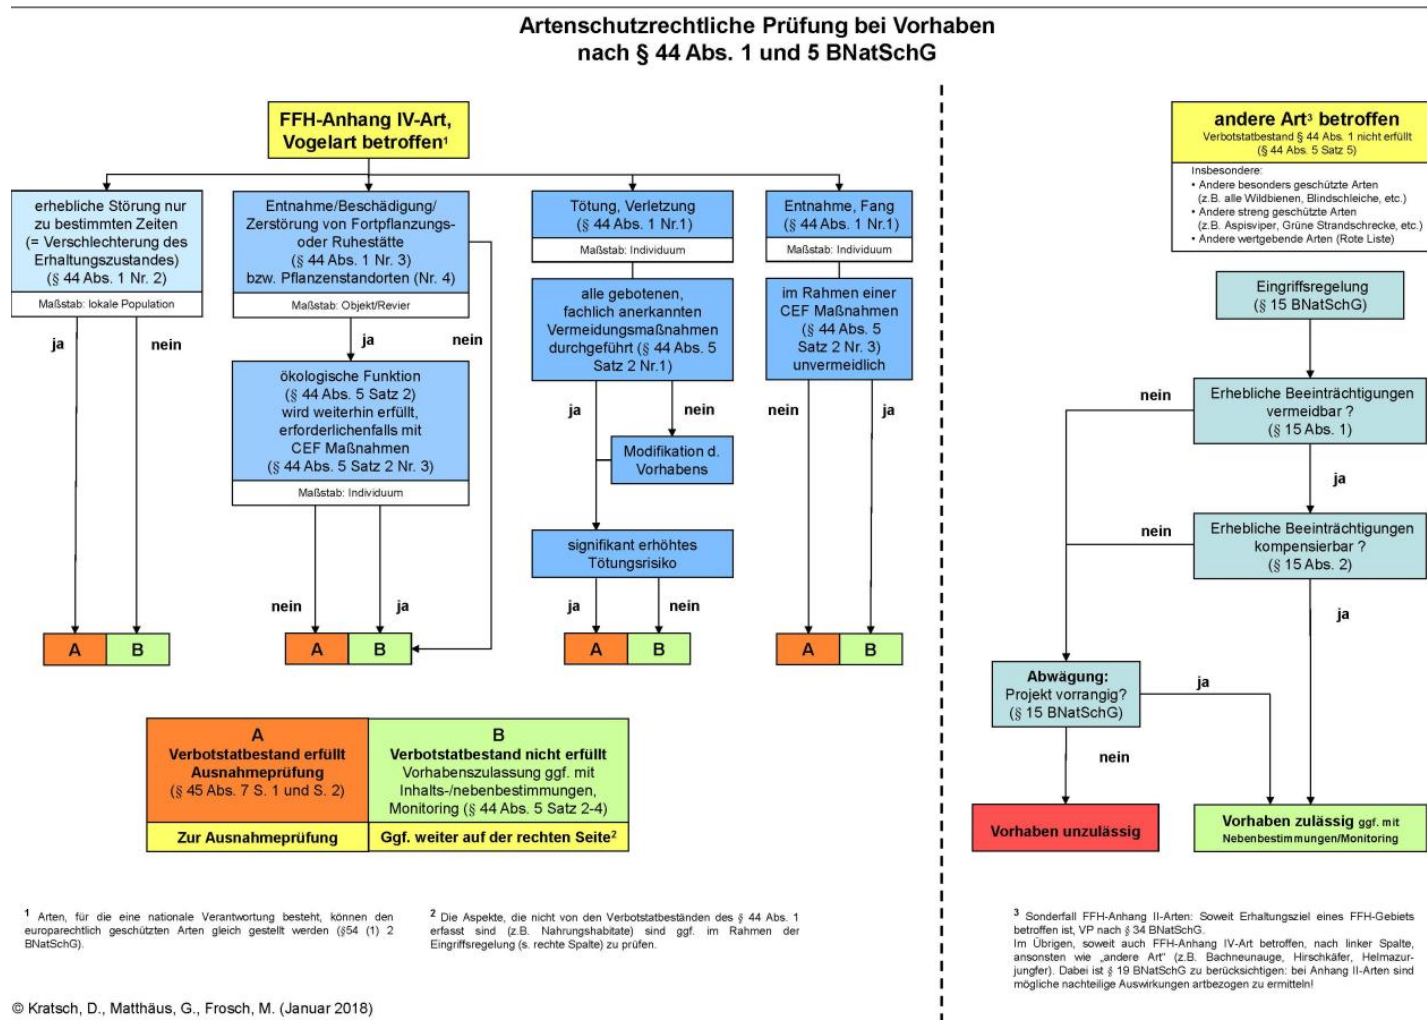 Artenschutzrechtliche Prüfung bei Vorhaben
nach § 44 Abs. 1 und 5 BNatSchG
FFH-Anhang IV-Art,
Vogelart betroffen¹
erhebliche Störung nur
zu bestimmten Zeiten
(= Verschlechterung des
Erhaltungszustandes)
(§ 44 Abs. 1 Nr. 2)
Maßstab: lokale Population
ja
nein
Entnahme/Beschädigung/
Zerstörung von Fortpflanzungs-
oder Ruhestätte
(§ 44 Abs. 1 Nr. 3)
bzw. Pflanzenstandorten (Nr. 4)
Maßstab: Objekt/Revier
ja
nein
ökologische Funktion
(§ 44 Abs. 5 Satz 2)
wird weiterhin erfüllt,
erforderlichenfalls mit
CEF Maßnahmen
(§ 44 Abs. 5 Satz 2 Nr. 3)
Maßstab: Individuum
nein
ja
Tötung, Verletzung
(§ 44 Abs. 1 Nr.1)
Maßstab: Individuum
alle gebotenen,
fachlich anerkannten
Vermeidungsmaßnahmen
durchgeführt (§ 44 Abs. 5
Satz 2 Nr.1)
ja
nein
Modifikation d.
Vorhabens
signifikant erhöhtes
Tötungsrisiko
ja
nein
Entnahme, Fang
(§ 44 Abs. 1 Nr.1)
Maßstab: Individuum
im Rahmen einer
CEF Maßnahmen
(§ 44 Abs. 5
Satz 2 Nr. 3)
unvermeidlich
nein
ja
A B
A B
A B
A B
A
Verbotstatbestand erfüllt
Ausnahmeprüfung
(§ 45 Abs. 7 S. 1 und S. 2)
Zur Ausnahmeprüfung
B
Verbotstatbestand nicht erfüllt
Vorhabenszulassung ggf. mit
Inhalts-/nebenbestimmungen,
Monitoring (§ 44 Abs. 5 Satz 2-4)
Ggf. weiter auf der rechten Seite²
andere Art³ betroffen
Verbotstatbestand § 44 Abs. 1 nicht erfüllt
(§ 44 Abs. 5 Satz 5)
Insbesondere:
• Andere besonders geschützte Arten
(z.B. alle Wildbienen, Blindschleiche, etc.)
• Andere streng geschützte Arten
(z.B. Aspisviper, Grüne Strandschrecke, etc.)
• Andere wertgebende Arten (Rote Liste)
Eingriffsregelung
(§ 15 BNatSchG)
Erhebliche Beeinträchtigungen
vermeidbar ?
(§ 15 Abs. 1)
nein
ja
Erhebliche Beeinträchtigungen
kompensierbar ?
(§ 15 Abs. 2)
nein
ja
Abwägung:
Projekt vorrangig?
(§ 15 BNatSchG)
ja
nein
Vorhaben unzulässig
Vorhaben zulässig ggf. mit
Nebenbestimmungen/Monitoring
¹ Arten, für die eine nationale Verantwortung besteht, können den
europarechtlich geschützten Arten gleich gestellt werden (§54 (1) 2
BNatSchG).
² Die Aspekte, die nicht von den Verbotstatbeständen des § 44 Abs. 1
erfasst sind (z.B. Nahrungshabitate) sind ggf. im Rahmen der
Eingriffsregelung (s. rechte Spalte) zu prüfen.
³ Sonderfall FFH-Anhang II-Arten: Soweit Erhaltungsziel eines FFH-Gebiets
betroffen ist, VP nach § 34 BNatSchG.
Im Übrigen, soweit auch FFH-Anhang IV-Art betroffen, nach linker Spalte,
ansonsten wie „andere Art“ (z.B. Bachneunauge, Hirschkäfer, Helmazur-
jungfer). Dabei ist § 19 BNatSchG zu berücksichtigen: bei Anhang II-Arten sind
mögliche nachteilige Auswirkungen artbezogen zu ermitteln!
© Kratsch, D., Matthäus, G., Frosch, M. (Januar 2018)